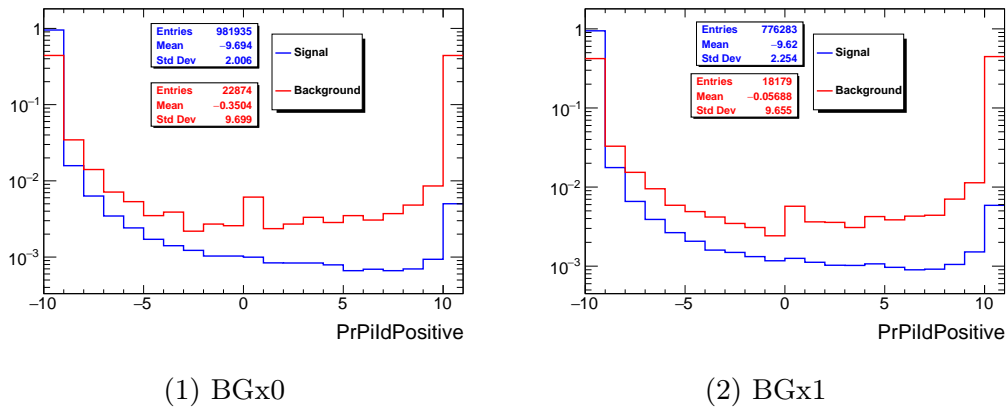 1
10−1
10−2
10−3
−10 −5 0 5 10
Entries 981935
Mean −9.694
Std Dev 2.006
Entries 22874
Mean −0.3504
Std Dev 9.699
Signal
Background
PrPiIdPositive
(1) BGx0
1
10−1
10−2
10−3
−10 −5 0 5 10
Entries 776283
Mean −9.62
Std Dev 2.254
Entries 18179
Mean −0.05688
Std Dev 9.655
Signal
Background
PrPiIdPositive
(2) BGx1